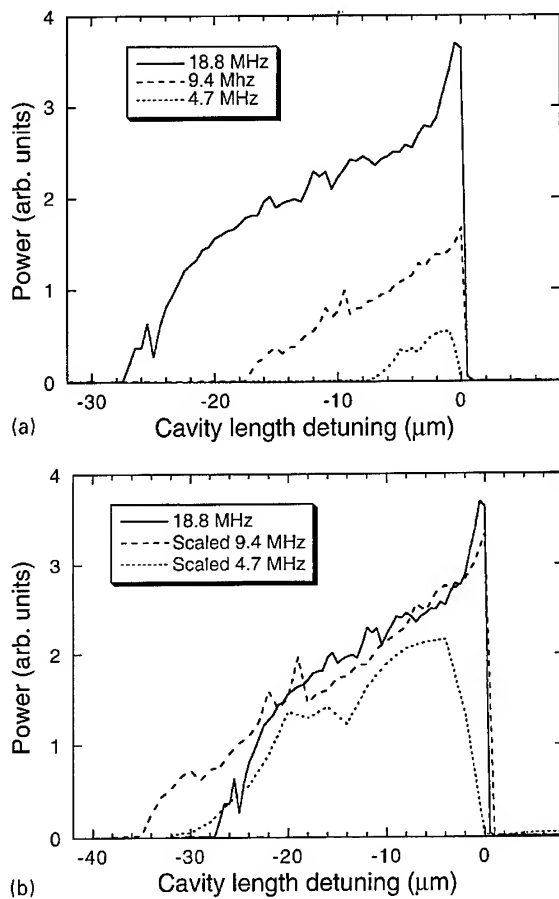 4
3
2
1
0
Power (arb. units)
18.8 MHz
9.4 Mhz
4.7 MHz
-30
-20
-10
0
(a)
Cavity length detuning (μm)
4
3
2
1
0
Power (arb. units)
18.8 MHz
Scaled 9.4 MHz
Scaled 4.7 MHz
-40
-30
-20
-10
0
(b)
Cavity length detuning (μm)